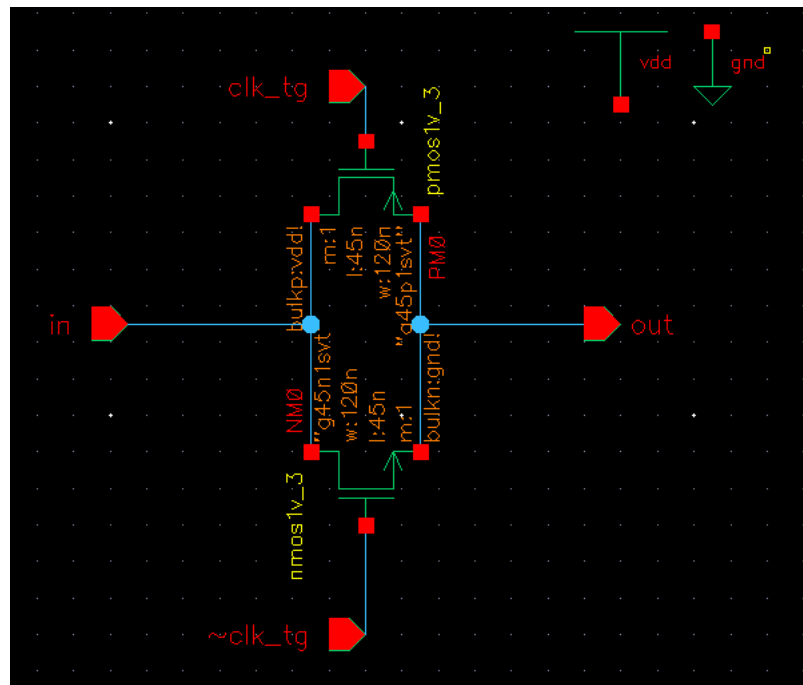 vdd
gnd
clk_tg
pmos1v_3
bulkp:vdd!
m:1
l:45n
w:120n
"g45p1svt"
PM0
in
out
NM0
"g45n1svt
w:120n
l:45n
m:1
bulkn:gnd!
nmos1v_3
~clk_tg